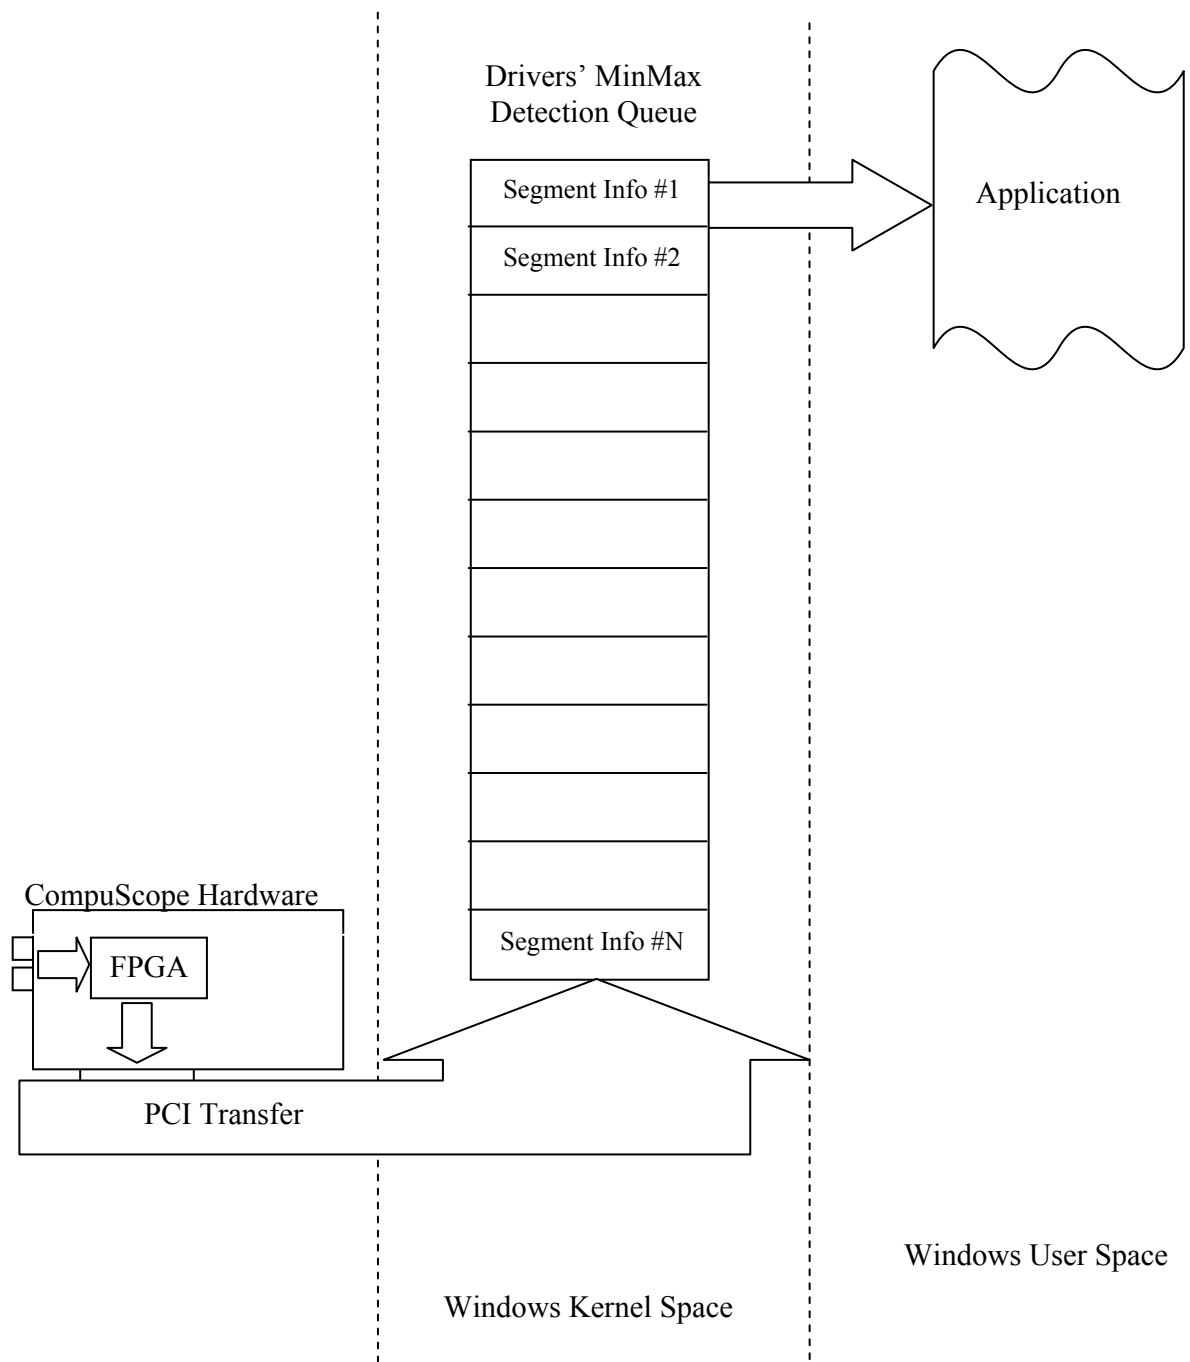 Drivers’ MinMax
Detection Queue
Segment Info #1
Application
Segment Info #2
CompuScope Hardware
Segment Info #N
FPGA
PCI Transfer
Windows User Space
Windows Kernel Space